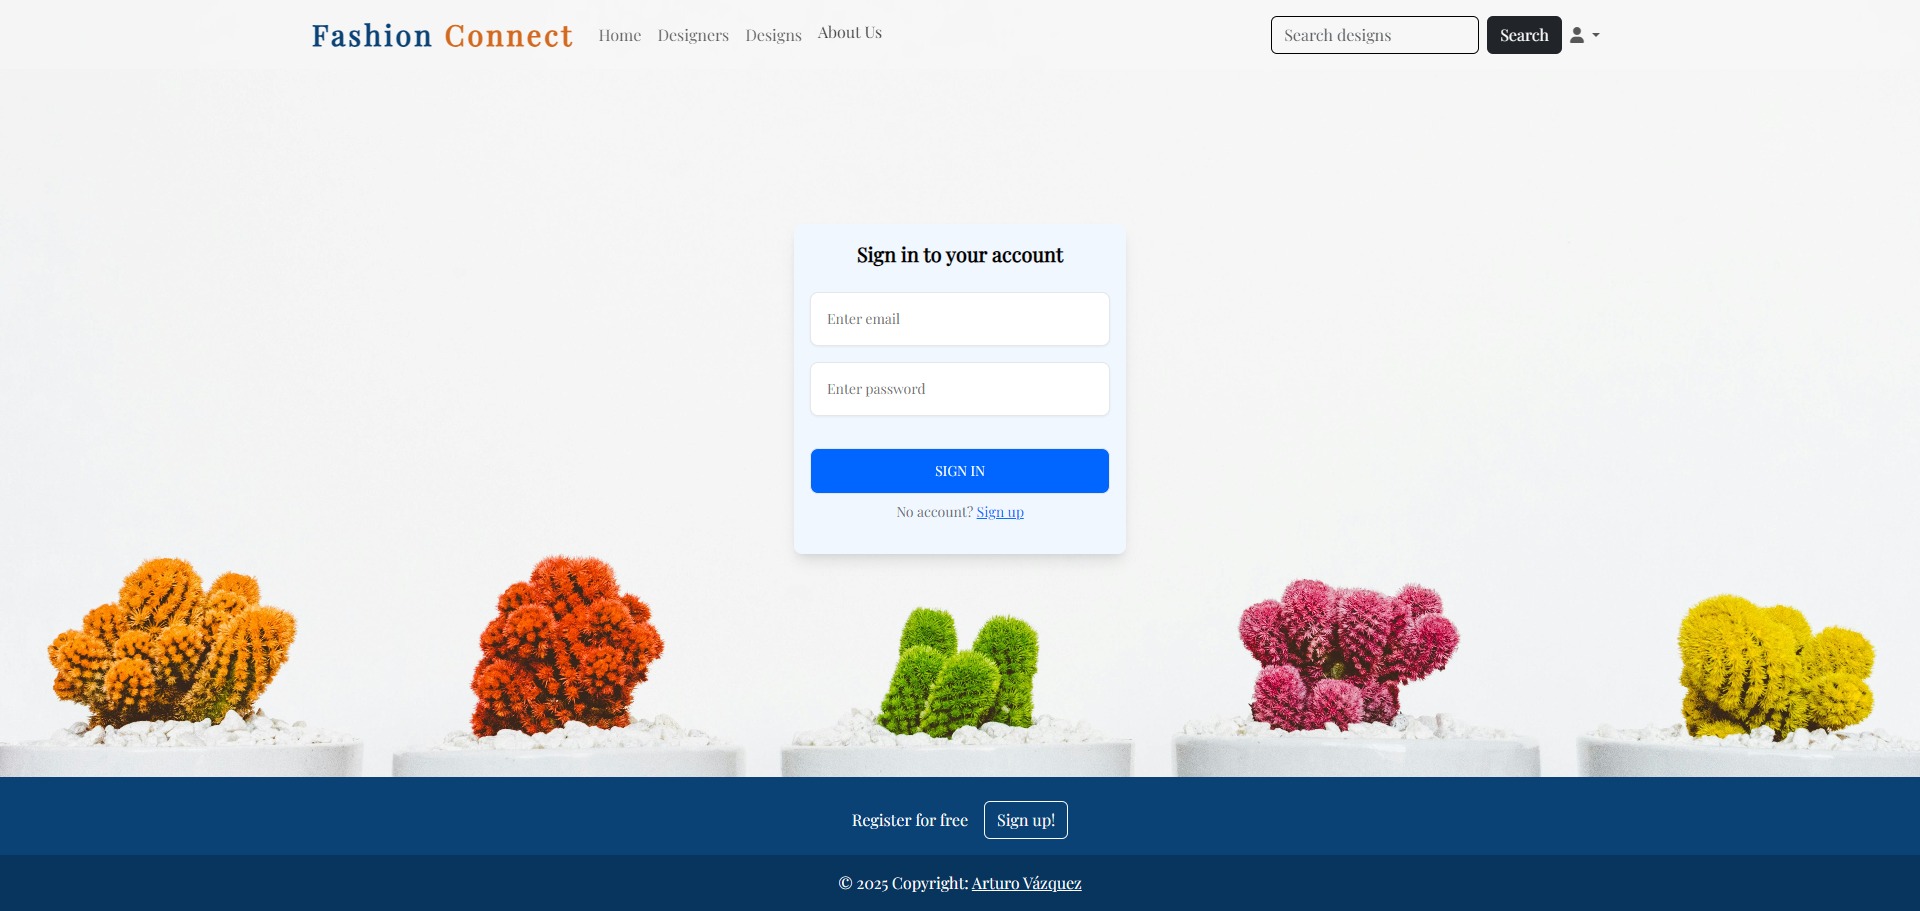 Fashion Connect Home Designers Designs About Us Search designs Search
Sign in to your account
Enter email
Enter password
SIGN IN
No account? Sign up
Register for free Sign up!
© 2025 Copyright: Arturo Vázquez